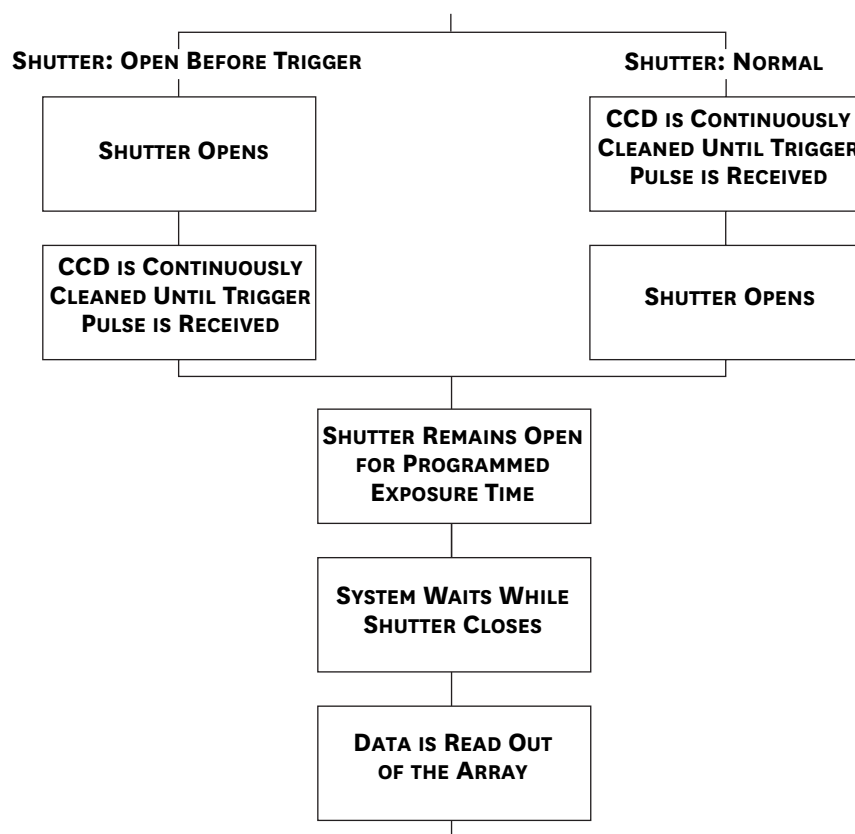 SHUTTER: OPEN BEFORE TRIGGER
SHUTTER: NORMAL
SHUTTER OPENS
CCD IS CONTINUOUSLY
CLEANED UNTIL TRIGGER
PULSE IS RECEIVED
CCD IS CONTINUOUSLY
CLEANED UNTIL TRIGGER
PULSE IS RECEIVED
SHUTTER OPENS
SHUTTER REMAINS OPEN
FOR PROGRAMMED
EXPOSURE TIME
SYSTEM WAITS WHILE
SHUTTER CLOSES
DATA IS READ OUT
OF THE ARRAY